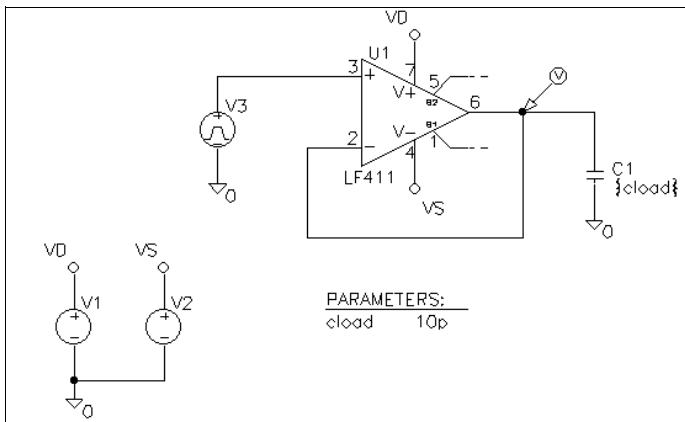 VD
U1
3
+
7
5
V+
B2
V3
+
6
V
2
−
V−
B1
1
4
LF411
VS
C1
{cload}
0
0
VD
VS
V1
+
−
V2
+
−
0
PARAMETERS:
cload 10p